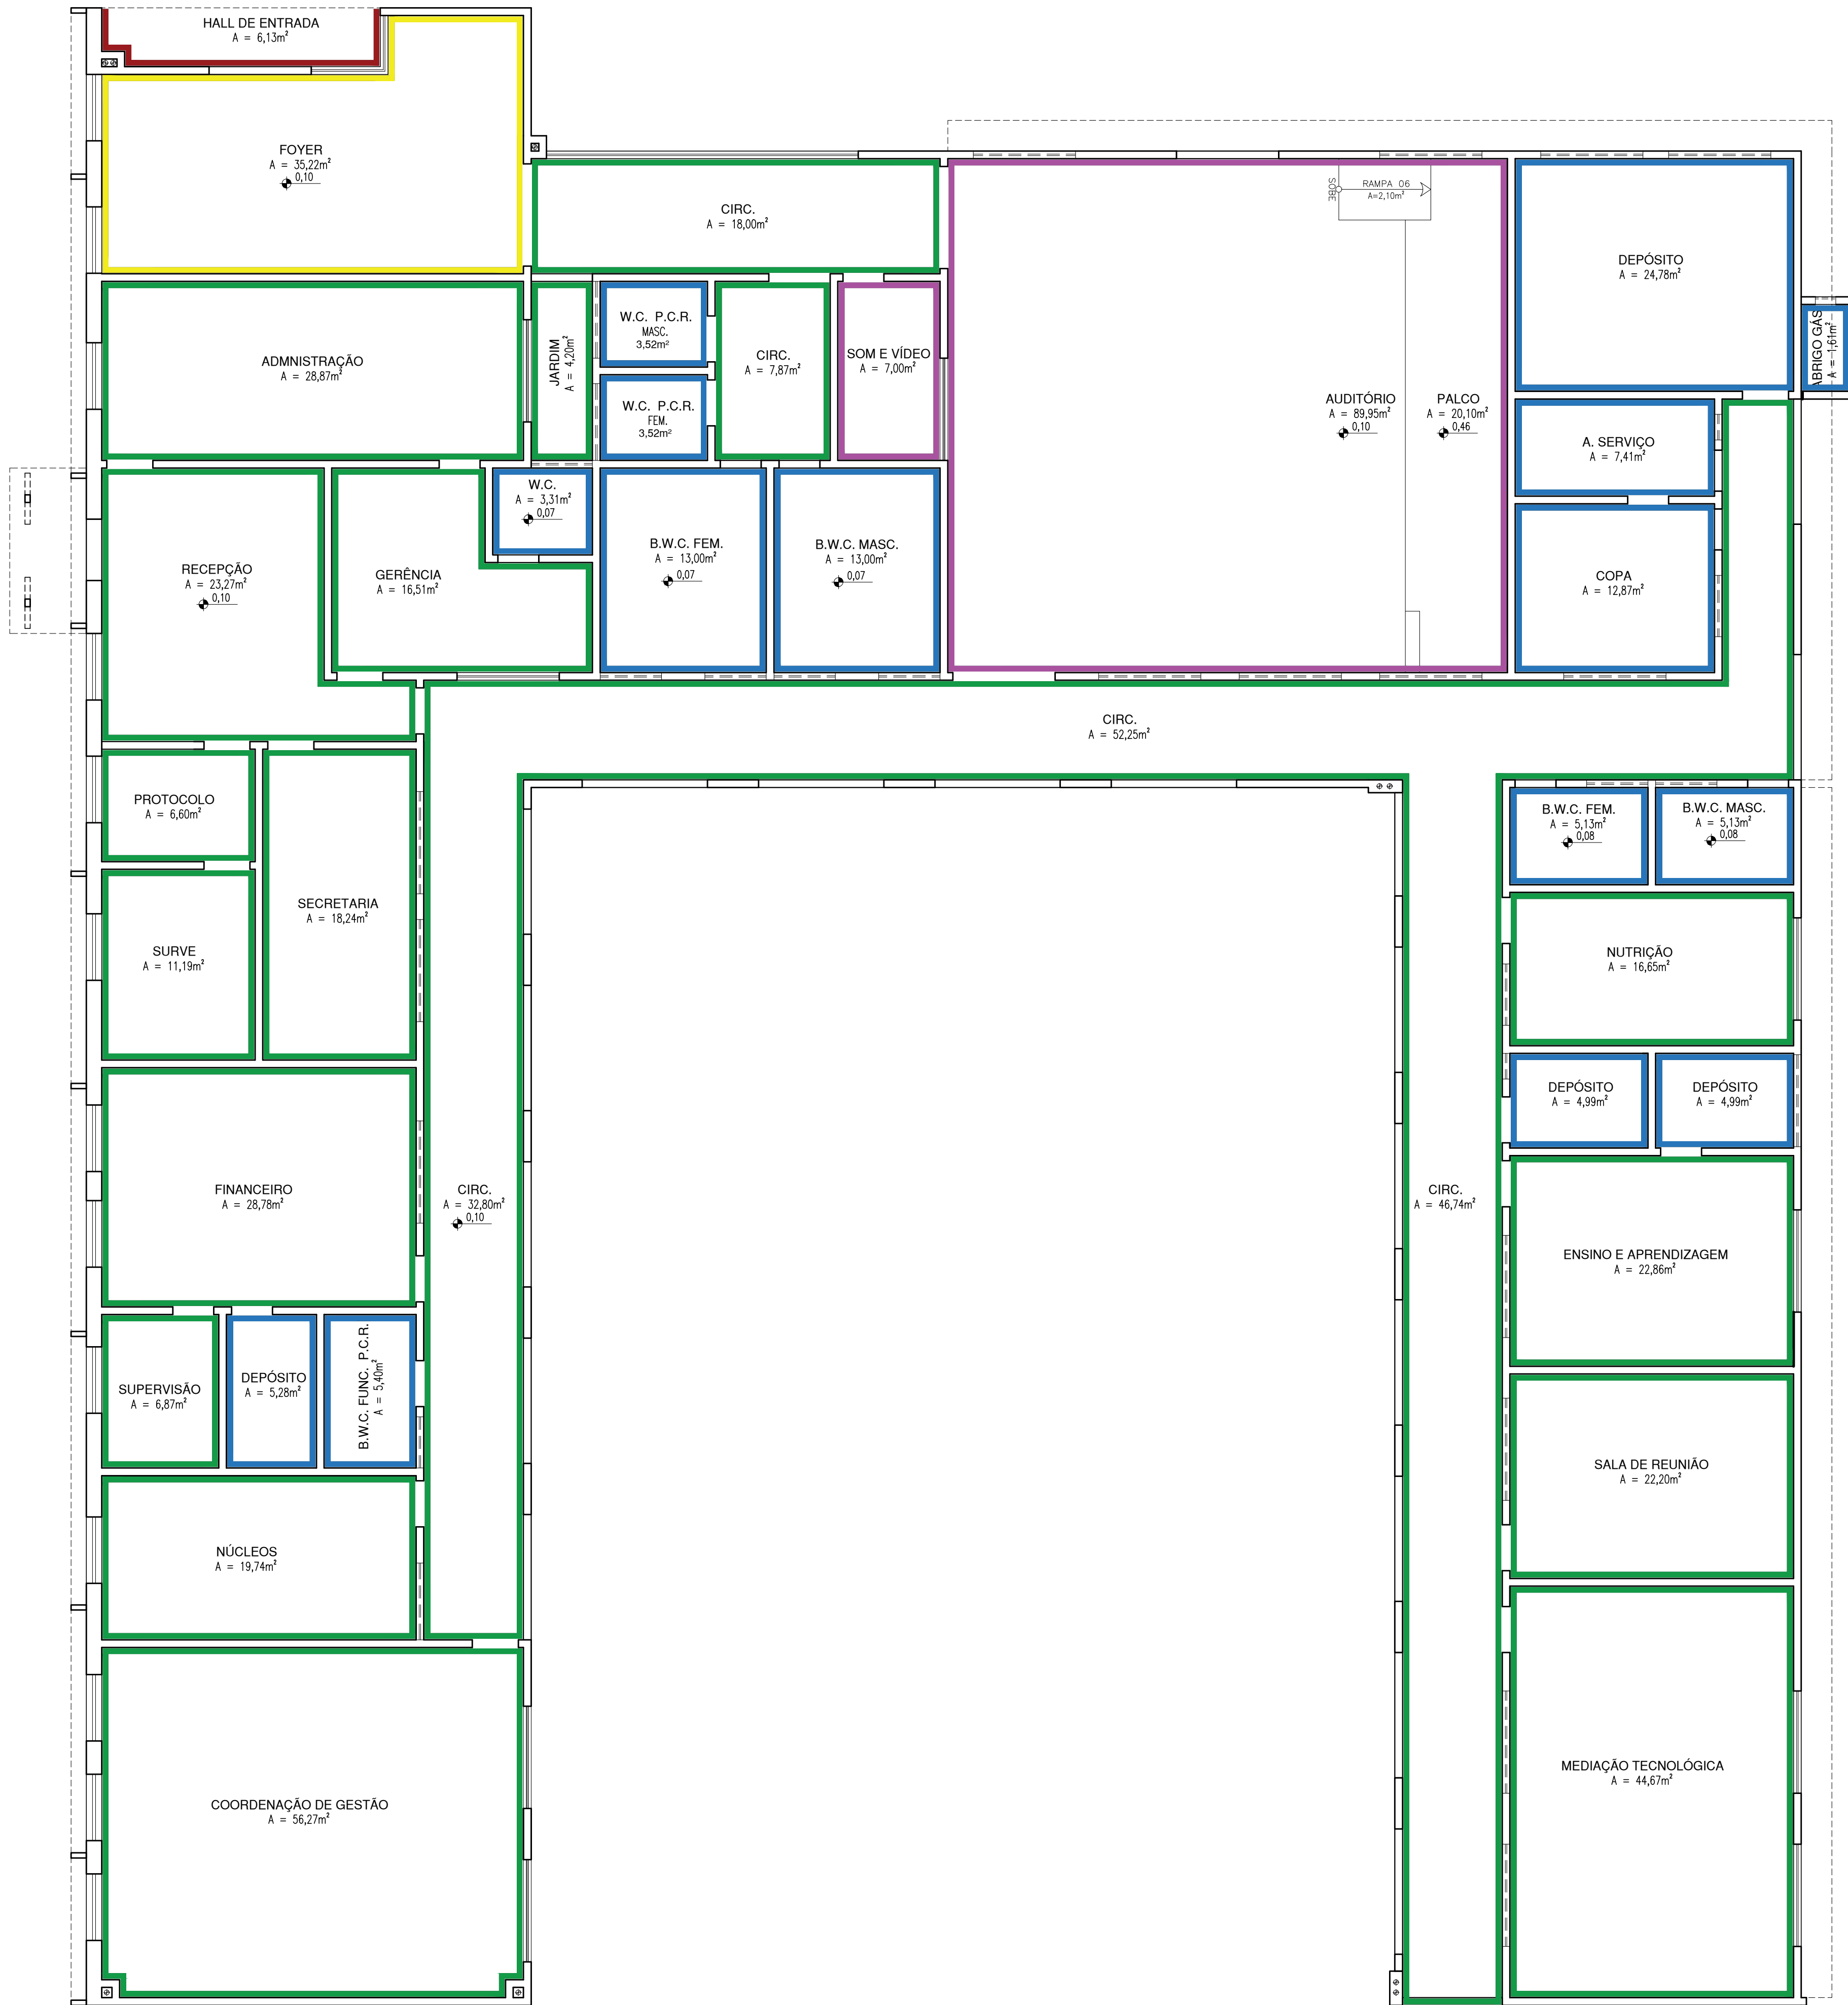 HALL DE ENTRADA
A = 6,13m²
FOYER
A = 35,22m²
0,10
CIRC.
A = 18,00m²
SOBE
RAMPA 06
A=2,10m²
DEPÓSITO
A = 24,78m²
ABRIGO GÁS
A = 1,61m²
ADMNISTRAÇÃO
A = 28,87m²
JARDIM
A = 4,20m²
W.C. P.C.R.
MASC.
3,52m²
W.C. P.C.R.
FEM.
3,52m²
CIRC.
A = 7,87m²
SOM E VÍDEO
A = 7,00m²
AUDITÓRIO
A = 89,95m²
0,10
PALCO
A = 20,10m²
0,46
A. SERVIÇO
A = 7,41m²
W.C.
A = 3,31m²
0,07
RECEPÇÃO
A = 23,27m²
0,10
GERÊNCIA
A = 16,51m²
B.W.C. FEM.
A = 13,00m²
0,07
B.W.C. MASC.
A = 13,00m²
0,07
COPA
A = 12,87m²
CIRC.
A = 52,25m²
PROTOCOLO
A = 6,60m²
B.W.C. FEM.
A = 5,13m²
0,08
B.W.C. MASC.
A = 5,13m²
0,08
SECRETARIA
A = 18,24m²
SURVE
A = 11,19m²
NUTRIÇÃO
A = 16,65m²
DEPÓSITO
A = 4,99m²
DEPÓSITO
A = 4,99m²
FINANCEIRO
A = 28,78m²
CIRC.
A = 32,80m²
0,10
CIRC.
A = 46,74m²
ENSINO E APRENDIZAGEM
A = 22,86m²
SUPERVISÃO
A = 6,87m²
DEPÓSITO
A = 5,28m²
B.W.C. FUNC. P.C.R.
A = 5,40m²
SALA DE REUNIÃO
A = 22,20m²
NÚCLEOS
A = 19,74m²
MEDIAÇÃO TECNOLÓGICA
A = 44,67m²
COORDENAÇÃO DE GESTÃO
A = 56,27m²